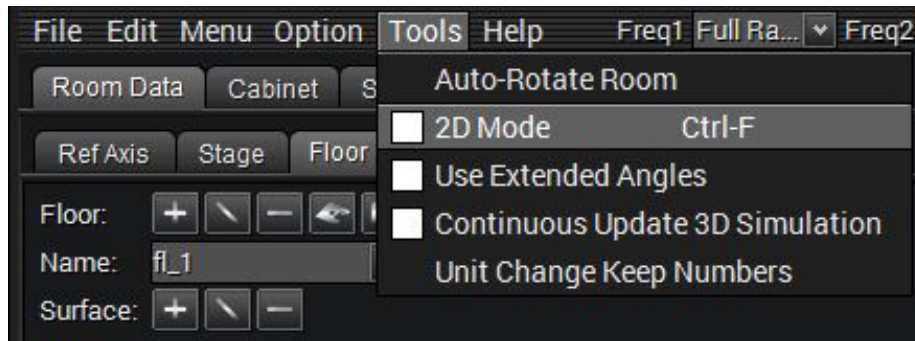 File Edit Menu Option Tools Help Freq1 Full Ra... Freq2
Auto-Rotate Room
2D Mode Ctrl-F
Use Extended Angles
Continuous Update 3D Simulation
Unit Change Keep Numbers
Room Data Cabinet S
Ref Axis Stage Floor
Floor:
Name: fl_1
Surface: